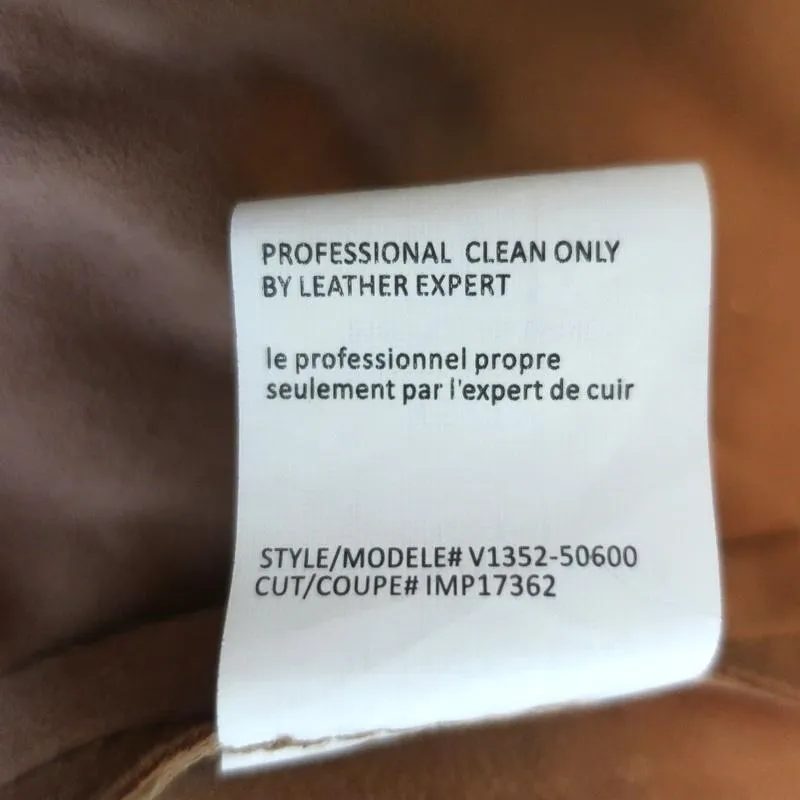 PROFESSIONAL CLEAN ONLY
BY LEATHER EXPERT
le professionnel propre
seulement par l'expert de cuir
STYLE/MODELE# V1352-50600
CUT/COUPE# IMP17362